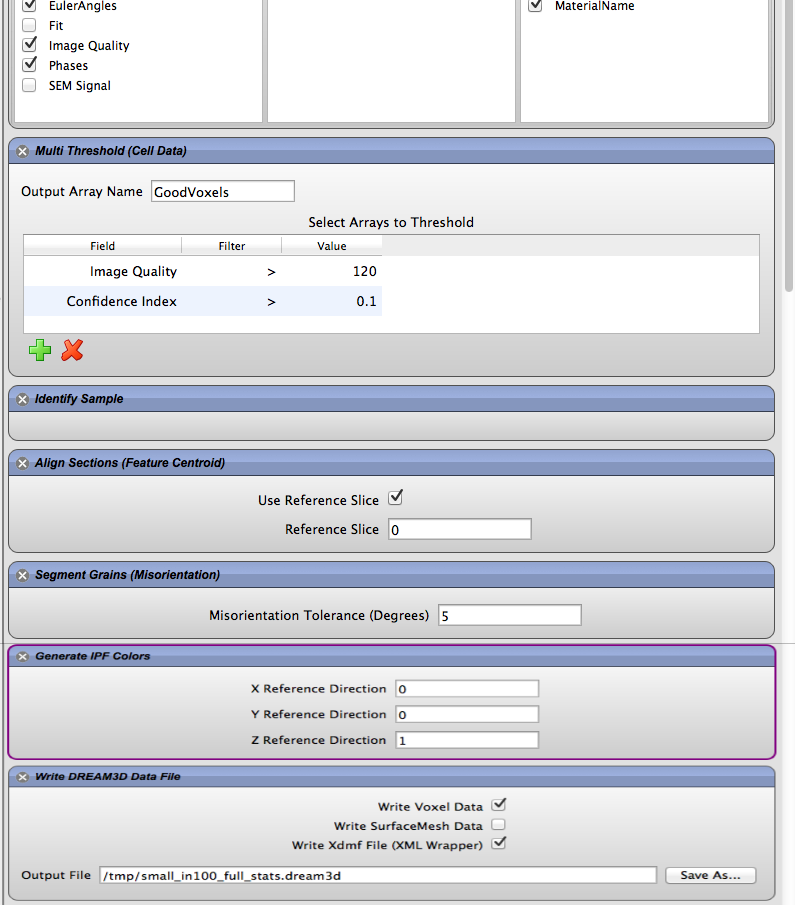 EulerAngles
MaterialName
Fit
Image Quality
Phases
SEM Signal
Multi Threshold (Cell Data)
Output Array Name GoodVoxels
Select Arrays to Threshold
Field Filter Value
Image Quality > 120
Confidence Index > 0.1
Identify Sample
Align Sections (Feature Centroid)
Use Reference Slice
Reference Slice 0
Segment Grains (Misorientation)
Misorientation Tolerance (Degrees) 5
Generate IPF Colors
X Reference Direction 0
Y Reference Direction 0
Z Reference Direction 1
Write DREAM3D Data File
Write Voxel Data
Write SurfaceMesh Data
Write Xdmf File (XML Wrapper)
Output File /tmp/small_in100_full_stats.dream3d Save As...